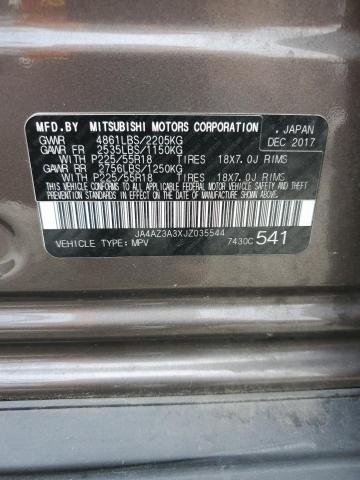 MFD.BY MITSUBISHI MOTORS CORPORATION , JAPAN
GVWR 4861LBS/2205KG DEC 2017
GAWR FR 2535LBS/1150KG
WITH P225/55R18 TIRES 18X7.0J RIMS
GAWR RR 2756LBS/1250KG
WITH P225/55R18 TIRES 18X7.0J RIMS
THIS VEHICLE CONFORMS TO ALL APPLICABLE FEDERAL MOTOR VEHICLE SAFETY, BUMPER, AND THEFT PREVENTION STANDARDS IN EFFECT ON THE DATE OF MANUFACTURE SHOWN ABOVE.
JA4AZ3A3XJZ035544
VEHICLE TYPE: MPV 7430C 541